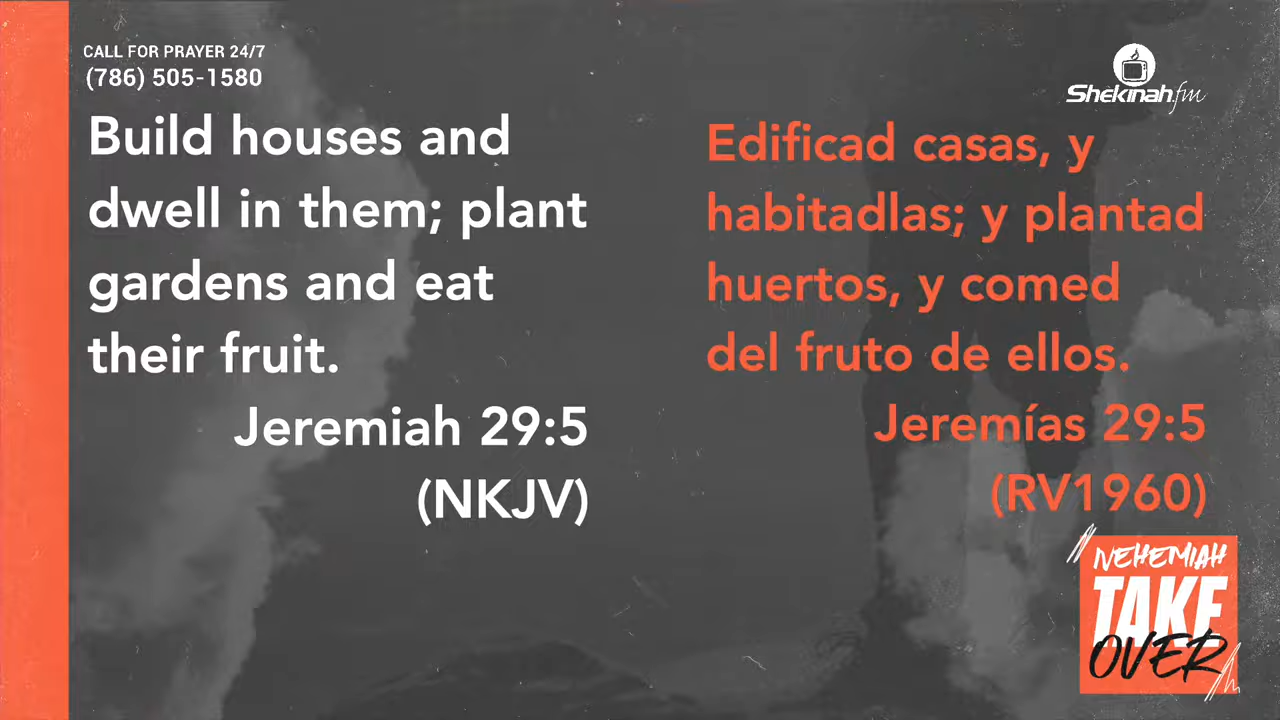 CALL FOR PRAYER 24/7
(786) 505-1580
Shekinah.fm
Build houses and
dwell in them; plant
gardens and eat
their fruit.
Jeremiah 29:5
(NKJV)
Edificad casas, y
habitadlas; y plantad
huertos, y comed
del fruto de ellos.
Jeremías 29:5
(RV1960)
NEHEMIAH
TAKE
OVER